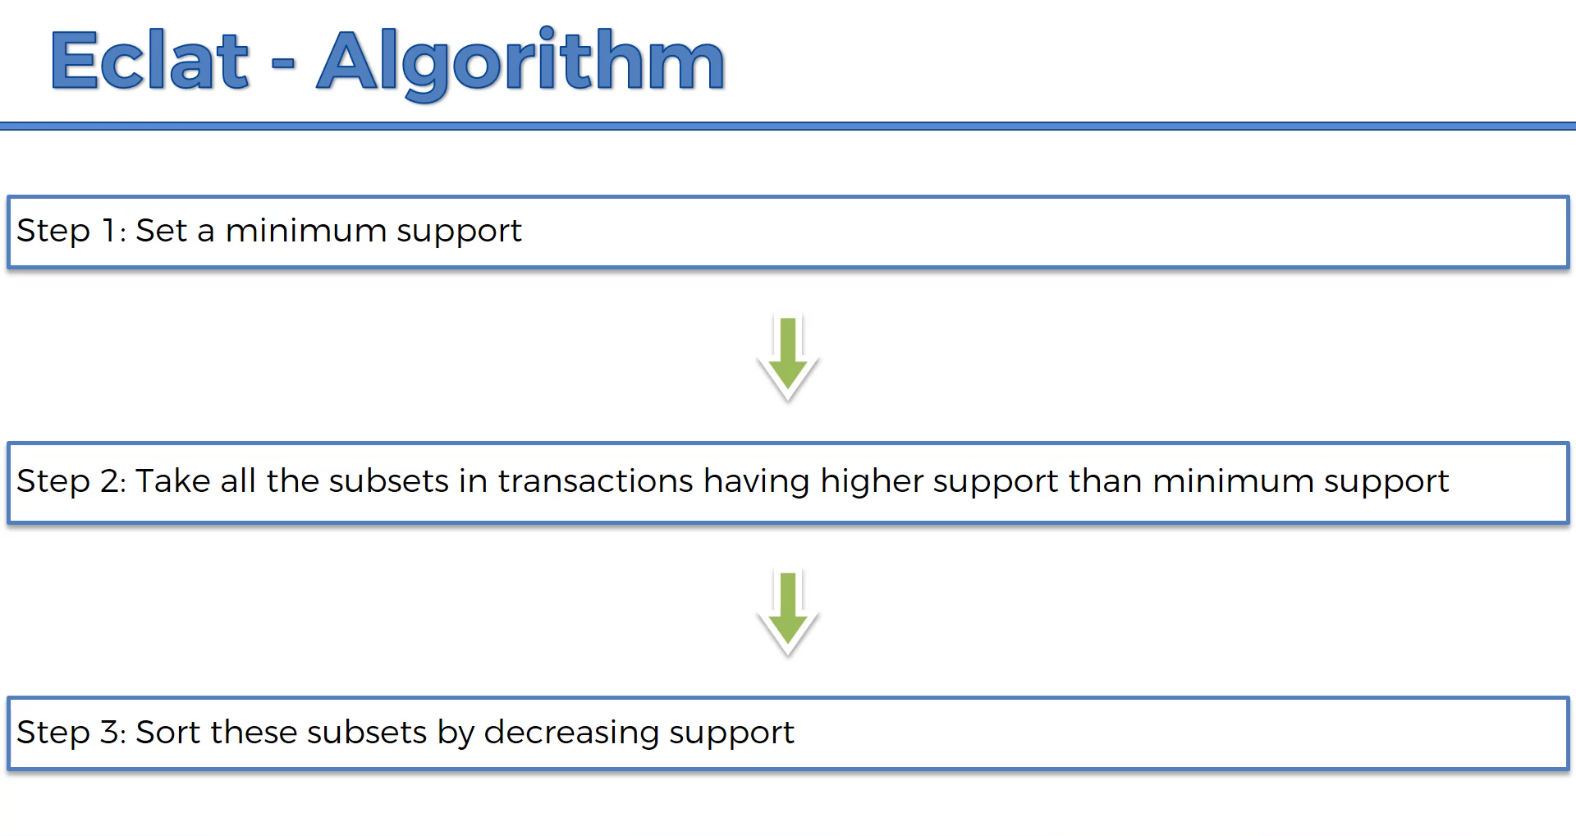 Eclat - Algorithm
Step 1: Set a minimum support
Step 2: Take all the subsets in transactions having higher support than minimum support
Step 3: Sort these subsets by decreasing support